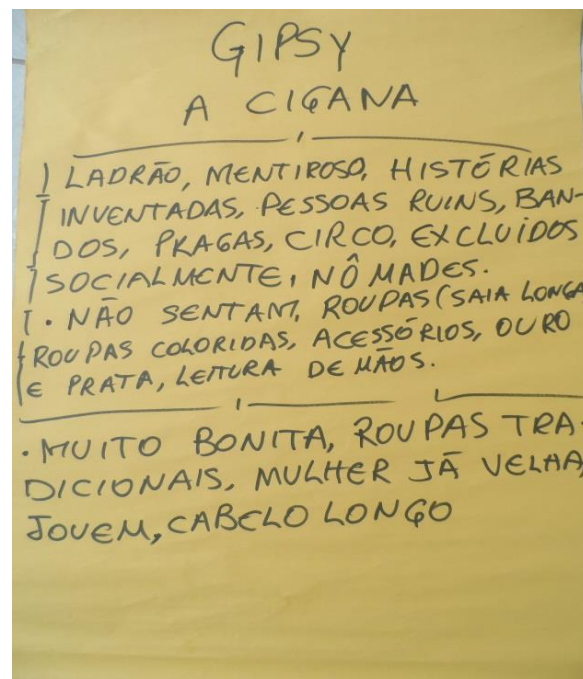 GIPSY
A CIGANA
LADRÃO, MENTIROSO, HISTÓRIAS
INVENTADAS, PESSOAS RUINS, BAN-
DOS, PRAGAS, CIRCO, EXCLUÍDOS
SOCIALMENTE, NÔMADES.
. NÃO SENTAM, ROUPAS (SAIA LONGA
ROUPAS COLORIDAS, ACESSÓRIOS, OURO
E PRATA, LEITURA DE MÃOS.
. MUITO BONITA, ROUPAS TRA-
DICIONAIS, MULHER JÁ VELHA,
JOVEM, CABELO LONGO